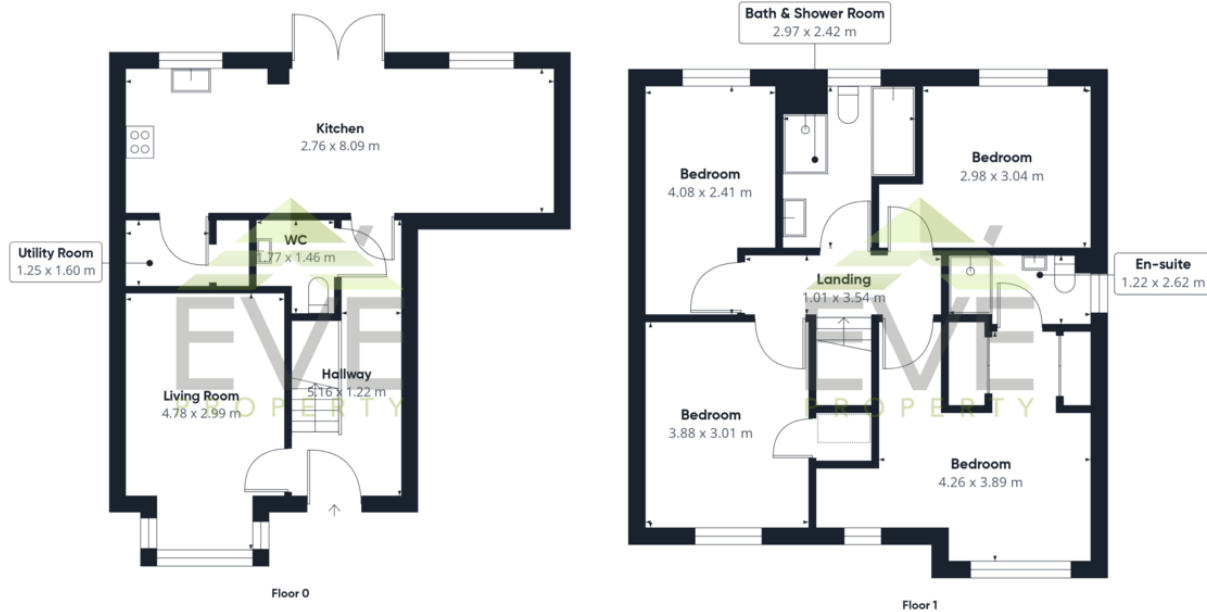 Kitchen
2.76 x 8.09 m
Utility Room
1.25 x 1.60 m
WC
1.77 x 1.46 m
Living Room
4.78 x 2.99 m
Hallway
5.16 x 1.22 m
EVÉ
PROPERTY
Floor 0
Bath & Shower Room
2.97 x 2.42 m
Bedroom
4.08 x 2.41 m
Bedroom
2.98 x 3.04 m
Landing
1.01 x 3.54 m
En-suite
1.22 x 2.62 m
Bedroom
3.88 x 3.01 m
Bedroom
4.26 x 3.89 m
EVÉ
PROPERTY
Floor 1